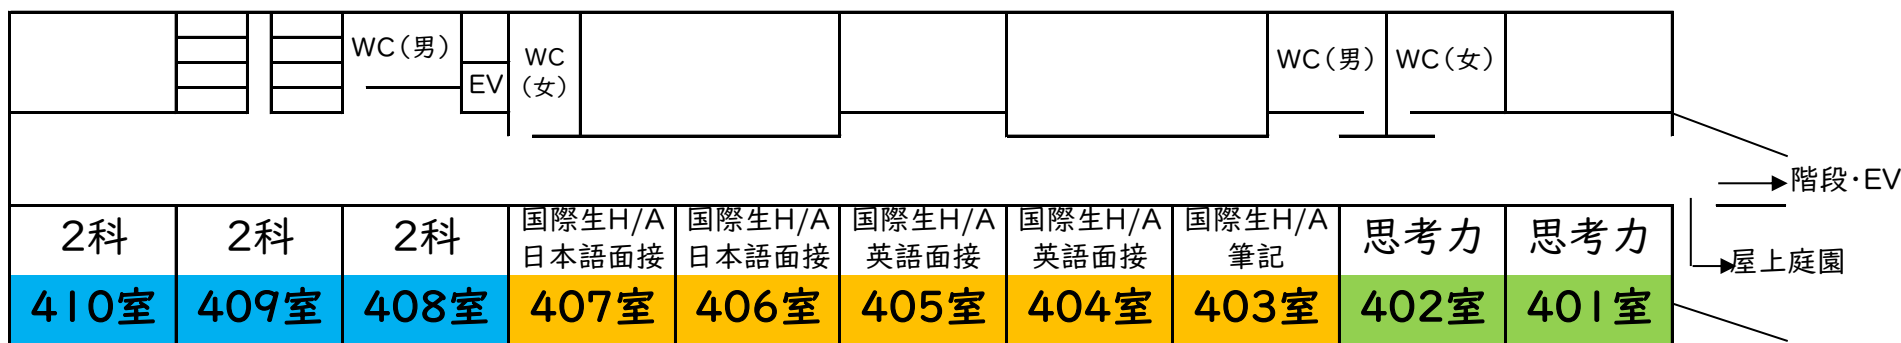 WC(男)
EV
WC
(女)
WC(男)
WC(女)
階段・EV
屋上庭園
2科
2科
2科
国際生H/A
日本語面接
国際生H/A
日本語面接
国際生H/A
英語面接
国際生H/A
英語面接
国際生H/A
筆記
思考力
思考力
410室
409室
408室
407室
406室
405室
404室
403室
402室
401室